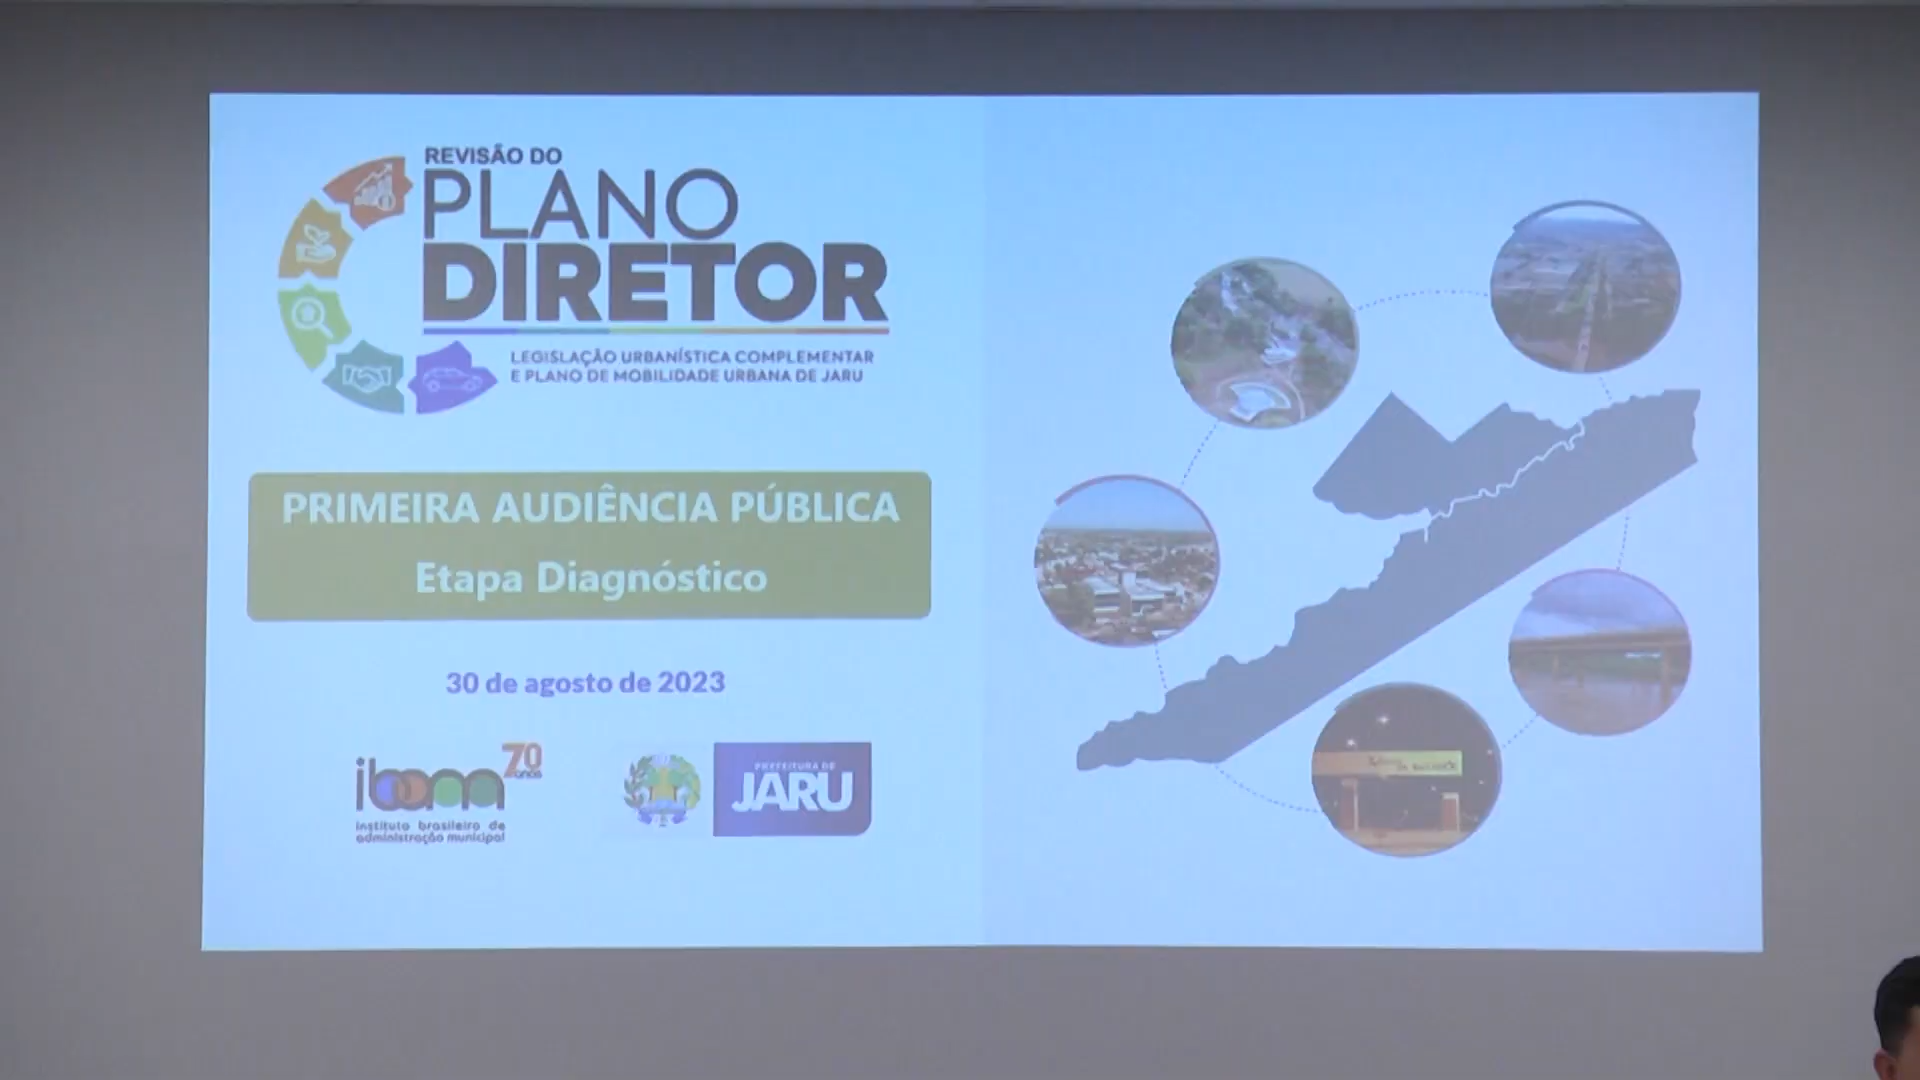 REVISÃO DO
PLANO
DIRETOR
LEGISLAÇÃO URBANÍSTICA COMPLEMENTAR
E PLANO DE MOBILIDADE URBANA DE JARU
PRIMEIRA AUDIÊNCIA PÚBLICA
Etapa Diagnóstico
30 de agosto de 2023
ibam 70 anos
instituto brasileiro de
administração municipal
PREFEITURA DE
JARU